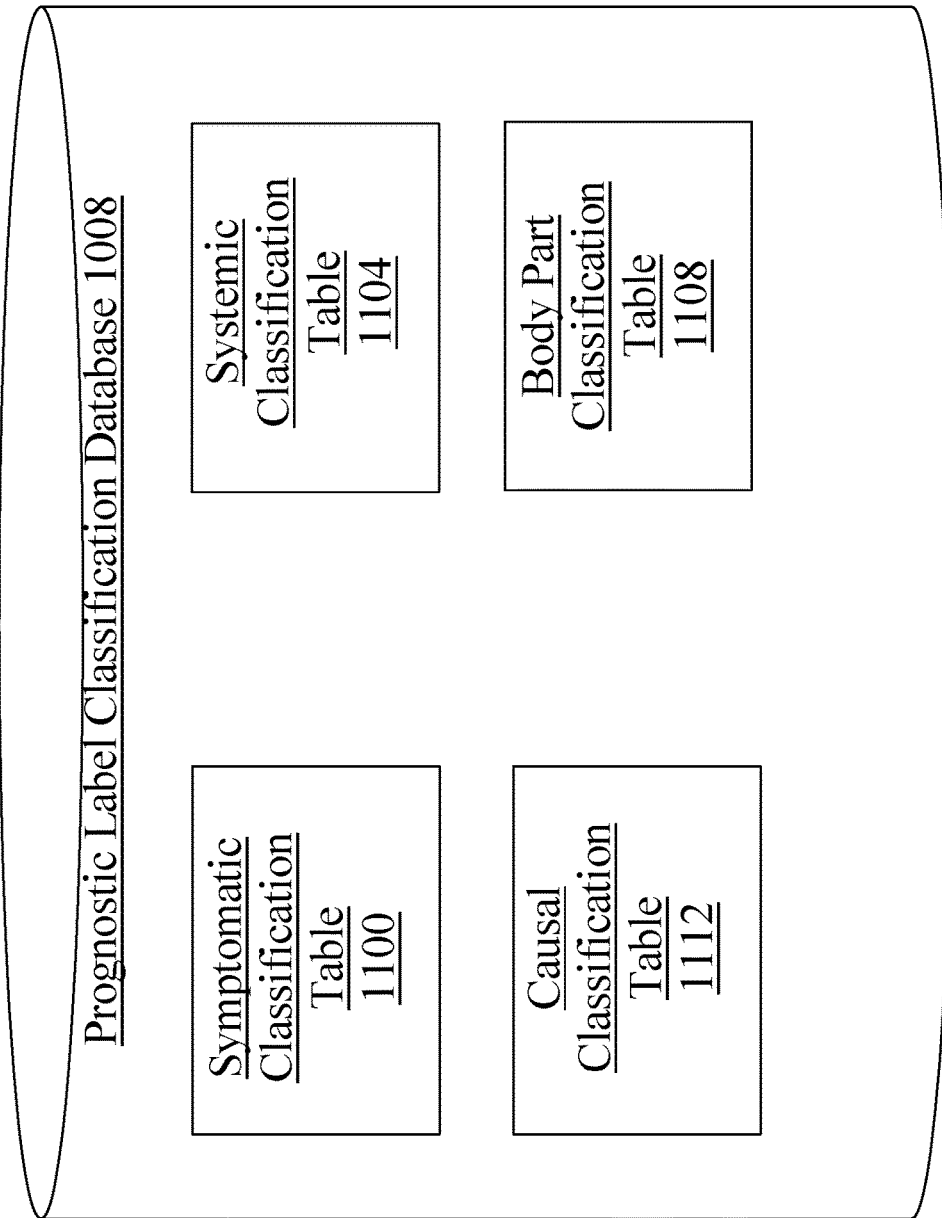 Prognostic Label Classification Database 1008
Symptomatic
Classification
Table
1100
Systemic
Classification
Table
1104
Causal
Classification
Table
1112
Body Part
Classification
Table
1108